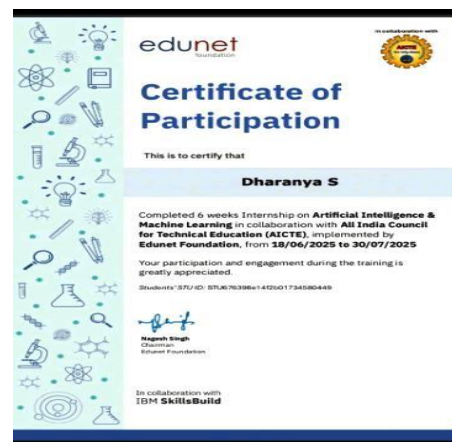 edunet
foundation
In collaboration with
AICTE
Certificate of
Participation
This is to certify that
Dharanya S
Completed 6 weeks Internship on Artificial Intelligence &
Machine Learning in collaboration with All India Council
for Technical Education (AICTE), implemented by
Edunet Foundation, from 18/06/2025 to 30/07/2025
Your participation and engagement during the training is
greatly appreciated.
Nagesh Singh
Chairman
Edunet Foundation
In collaboration with
IBM SkillsBuild